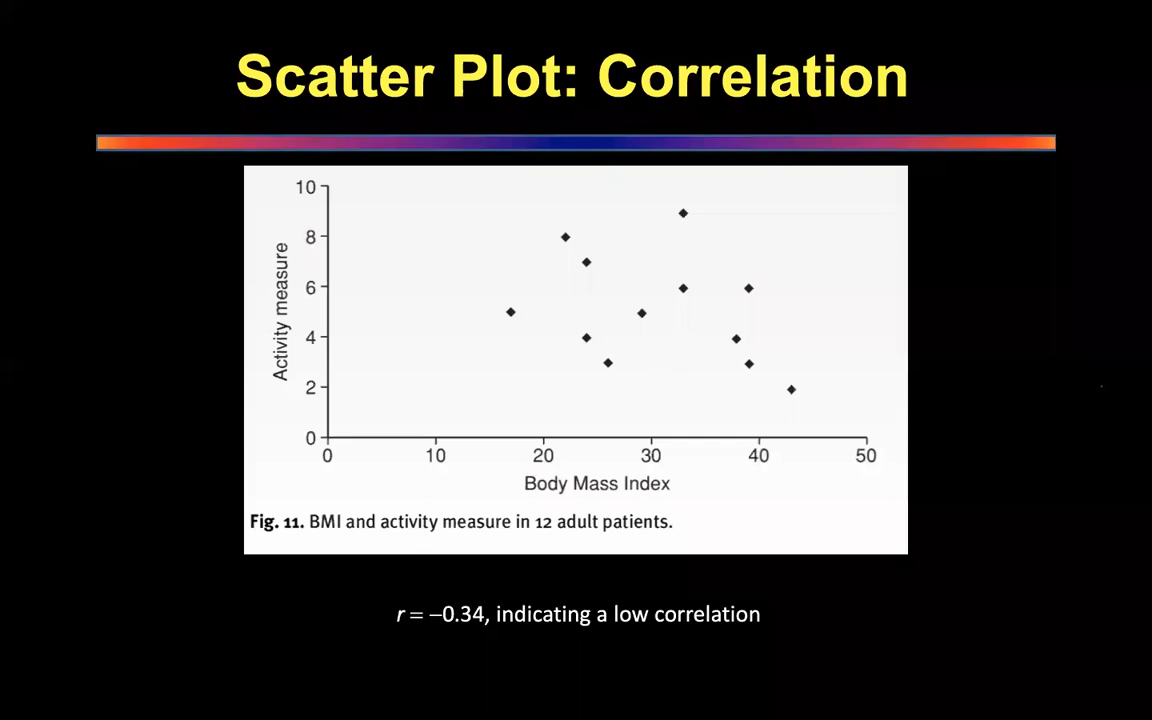 Scatter Plot: Correlation
10
8
6
4
2
0
Activity measure
0 10 20 30 40 50
Body Mass Index
Fig. 11. BMI and activity measure in 12 adult patients.
r = −0.34, indicating a low correlation